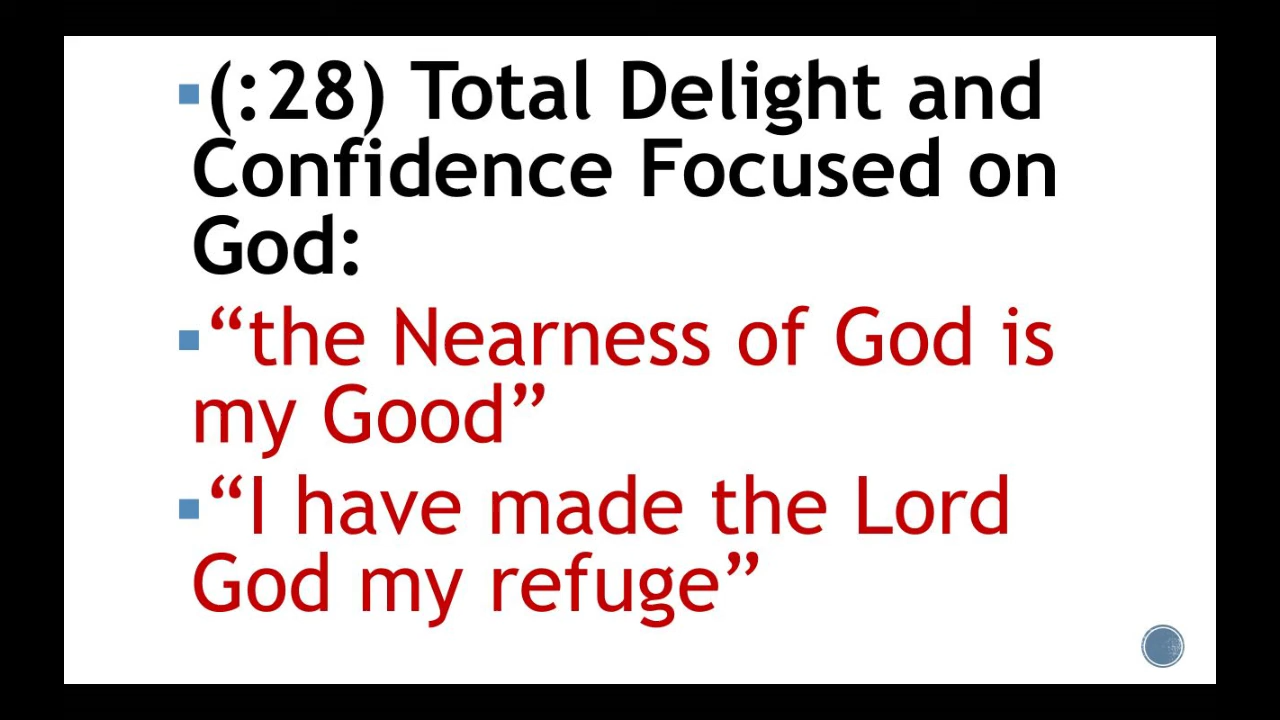 (:28) Total Delight and
Confidence Focused on
God:
“the Nearness of God is
my Good”
“I have made the Lord
God my refuge”